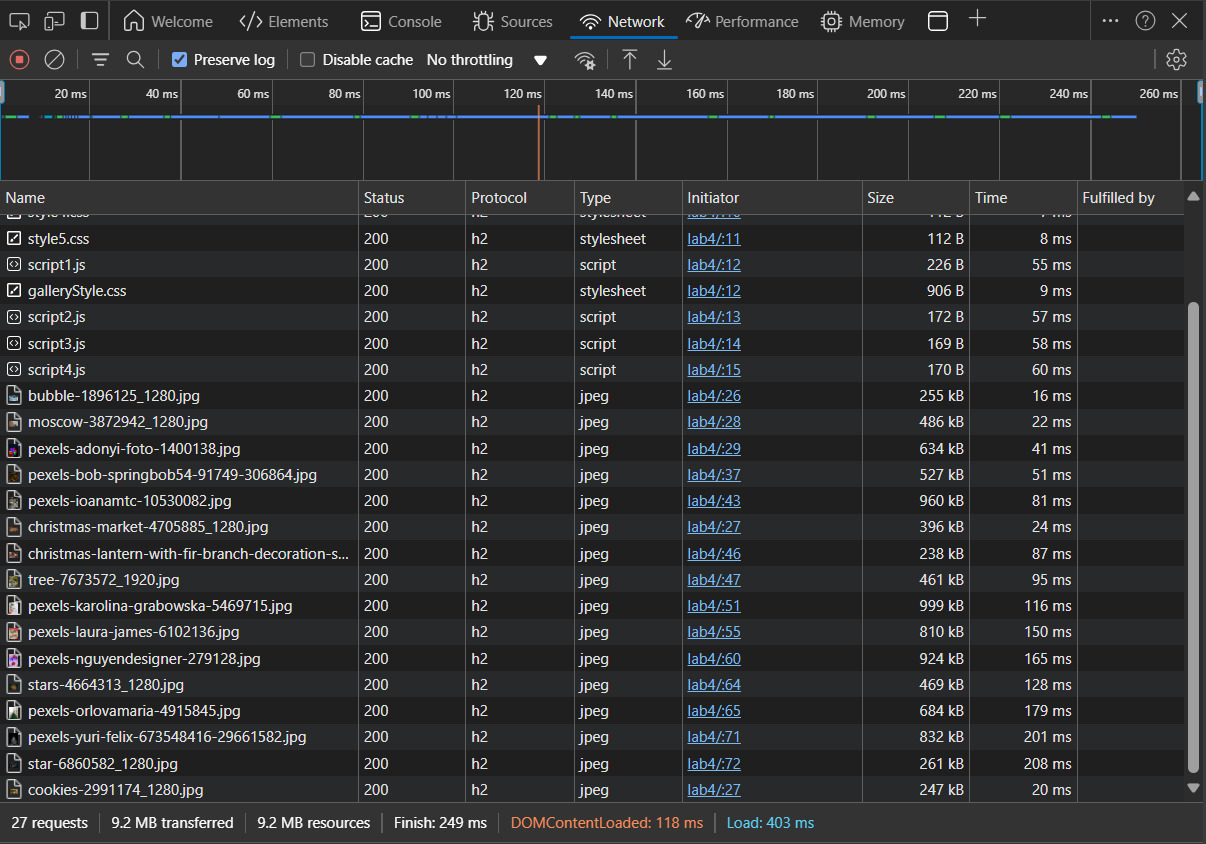 Welcome Elements Console Sources Network Performance Memory
Preserve log Disable cache No throttling
20 ms 40 ms 60 ms 80 ms 100 ms 120 ms 140 ms 160 ms 180 ms 200 ms 220 ms 240 ms 260 ms
Name Status Protocol Type Initiator Size Time Fulfilled by
style5.css 200 h2 stylesheet lab4/:11 112 B 8 ms
script1.js 200 h2 script lab4/:12 226 B 55 ms
galleryStyle.css 200 h2 stylesheet lab4/:12 906 B 9 ms
script2.js 200 h2 script lab4/:13 172 B 57 ms
script3.js 200 h2 script lab4/:14 169 B 58 ms
script4.js 200 h2 script lab4/:15 170 B 60 ms
bubble-1896125_1280.jpg 200 h2 jpeg lab4/:26 255 kB 16 ms
moscow-3872942_1280.jpg 200 h2 jpeg lab4/:28 486 kB 22 ms
pexels-adonyi-foto-1400138.jpg 200 h2 jpeg lab4/:29 634 kB 41 ms
pexels-bob-springbob54-91749-306864.jpg 200 h2 jpeg lab4/:37 527 kB 51 ms
pexels-ioanamtc-10530082.jpg 200 h2 jpeg lab4/:43 960 kB 81 ms
christmas-market-4705885_1280.jpg 200 h2 jpeg lab4/:27 396 kB 24 ms
christmas-lantern-with-fir-branch-decoration-s... 200 h2 jpeg lab4/:46 238 kB 87 ms
tree-7673572_1920.jpg 200 h2 jpeg lab4/:47 461 kB 95 ms
pexels-karolina-grabowska-5469715.jpg 200 h2 jpeg lab4/:51 999 kB 116 ms
pexels-laura-james-6102136.jpg 200 h2 jpeg lab4/:55 810 kB 150 ms
pexels-nguyendesigner-279128.jpg 200 h2 jpeg lab4/:60 924 kB 165 ms
stars-4664313_1280.jpg 200 h2 jpeg lab4/:64 469 kB 128 ms
pexels-orlovamaria-4915845.jpg 200 h2 jpeg lab4/:65 684 kB 179 ms
pexels-yuri-felix-673548416-29661582.jpg 200 h2 jpeg lab4/:71 832 kB 201 ms
star-6860582_1280.jpg 200 h2 jpeg lab4/:72 261 kB 208 ms
cookies-2991174_1280.jpg 200 h2 jpeg lab4/:27 247 kB 20 ms
27 requests 9.2 MB transferred 9.2 MB resources Finish: 249 ms DOMContentLoaded: 118 ms Load: 403 ms